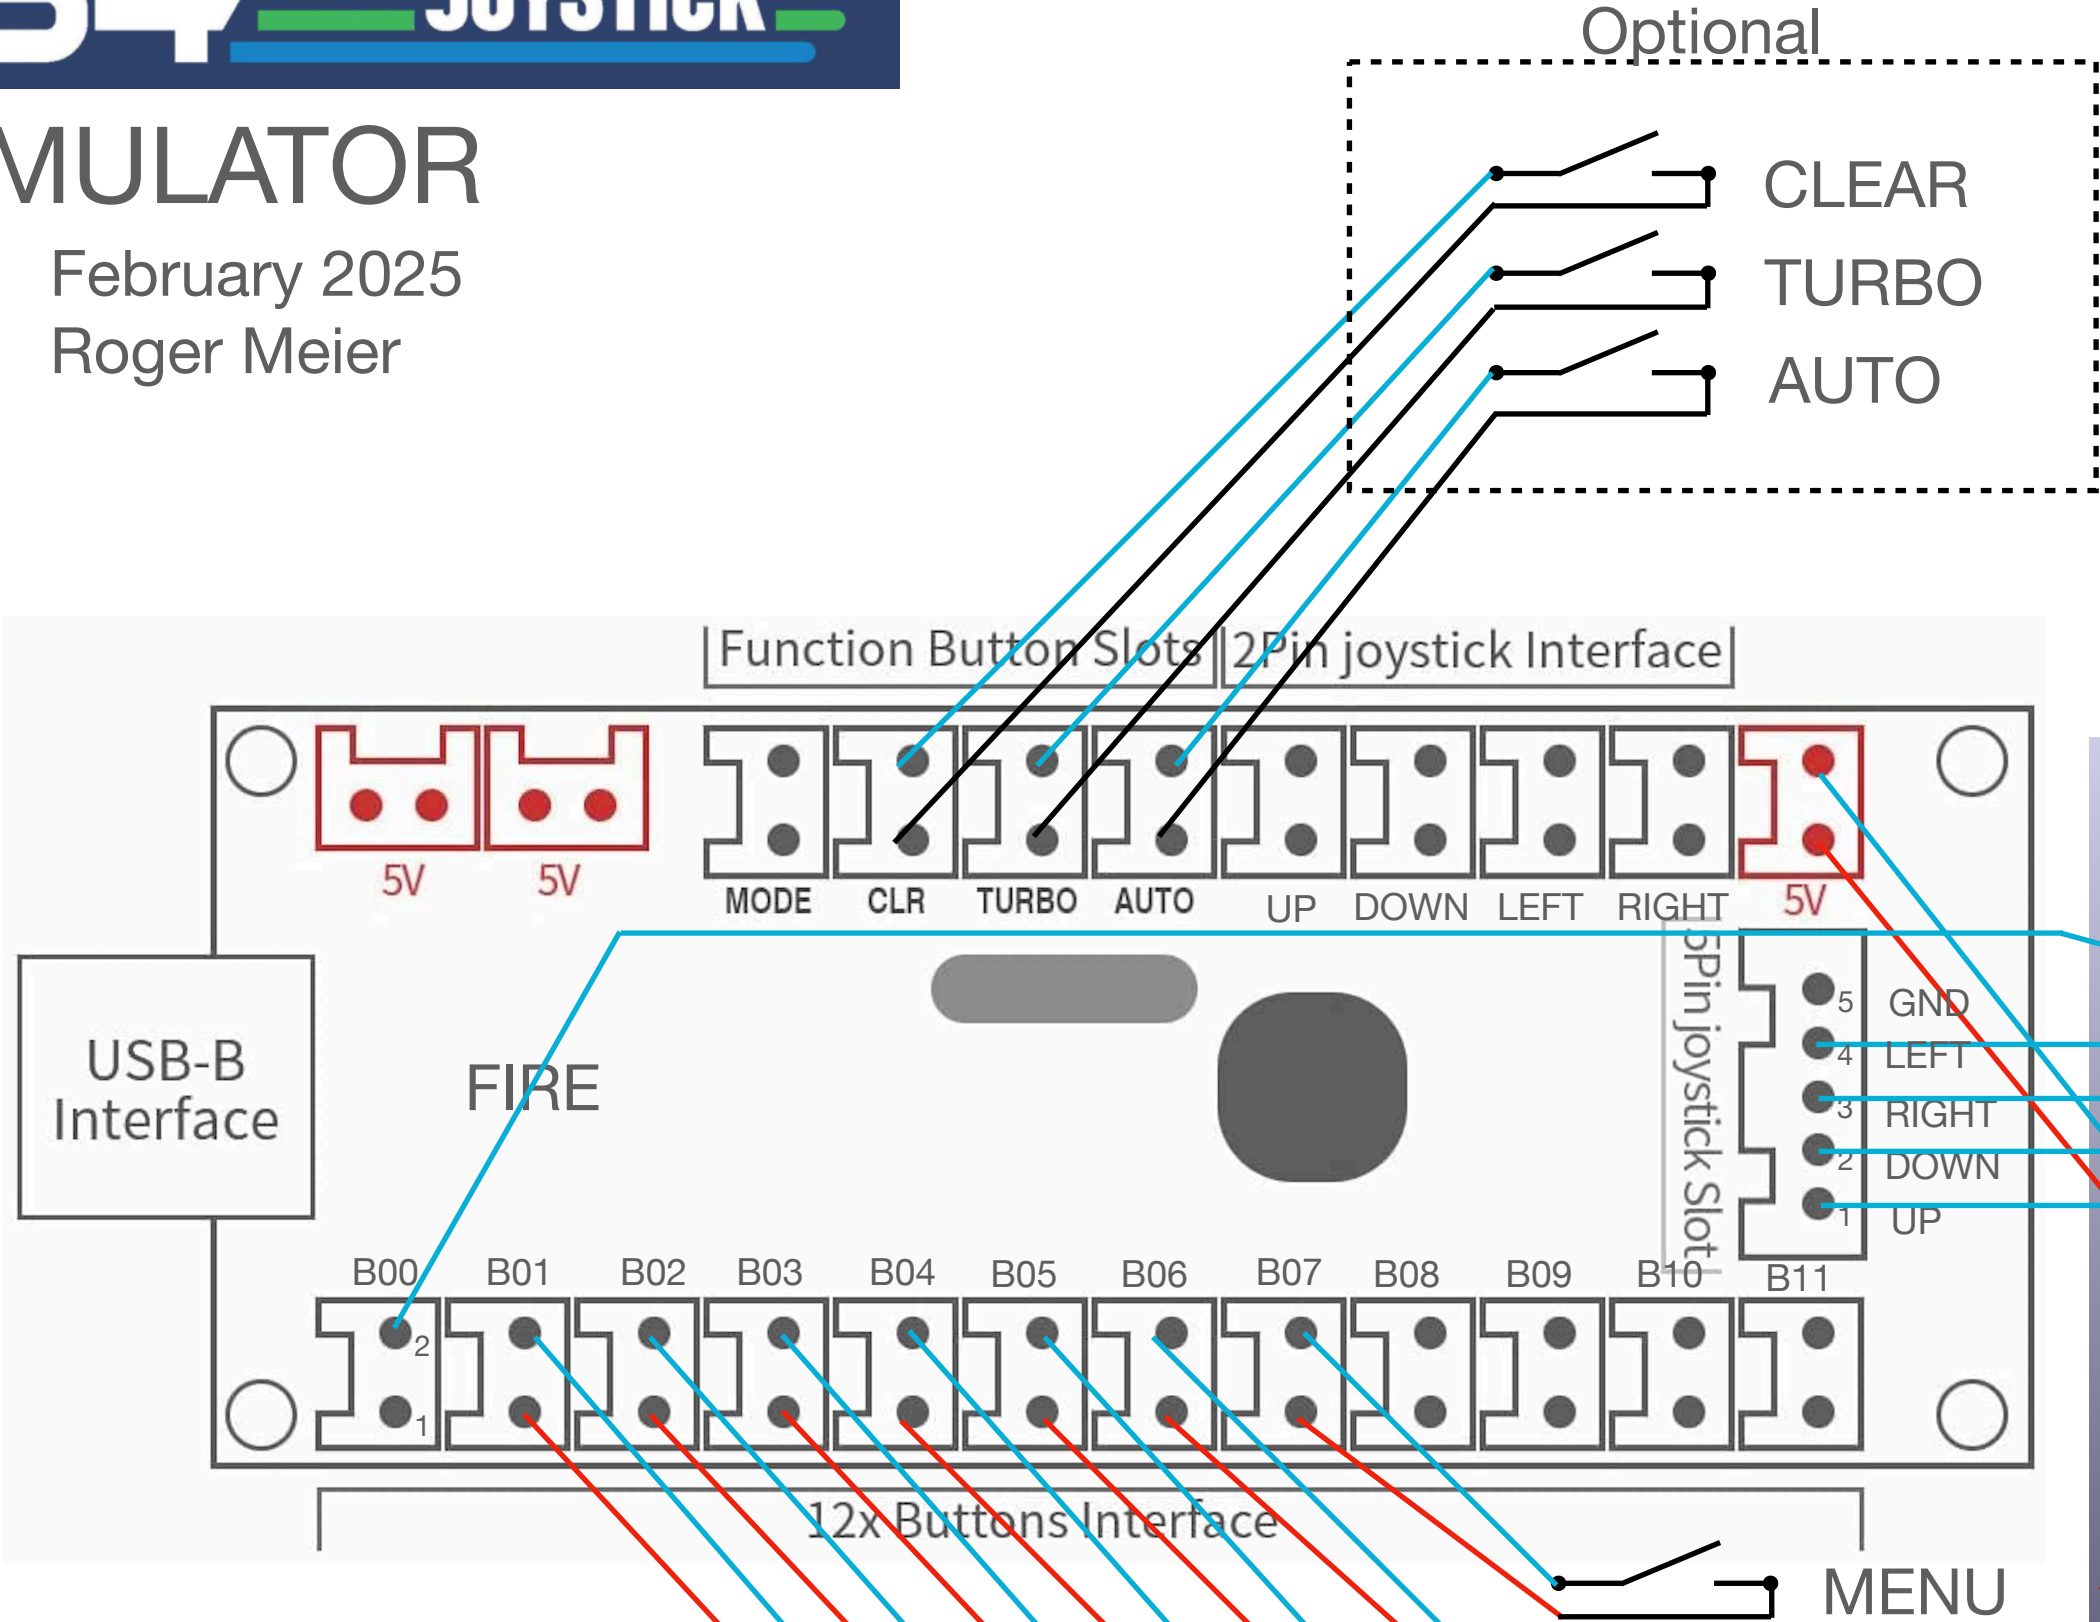 JOYSTICK
MULATOR
February 2025
Roger Meier
Optional
CLEAR
TURBO
AUTO
Function Button Slots
2Pin joystick Interface
5V
5V
MODE
CLR
TURBO
AUTO
UP
DOWN
LEFT
RIGHT
5V
USB-B
Interface
FIRE
5Pin joystick Slot
5 GND
4 LEFT
3 RIGHT
2 DOWN
1 UP
B00
B01
B02
B03
B04
B05
B06
B07
B08
B09
B10
B11
2
1
12x Buttons Interface
MENU